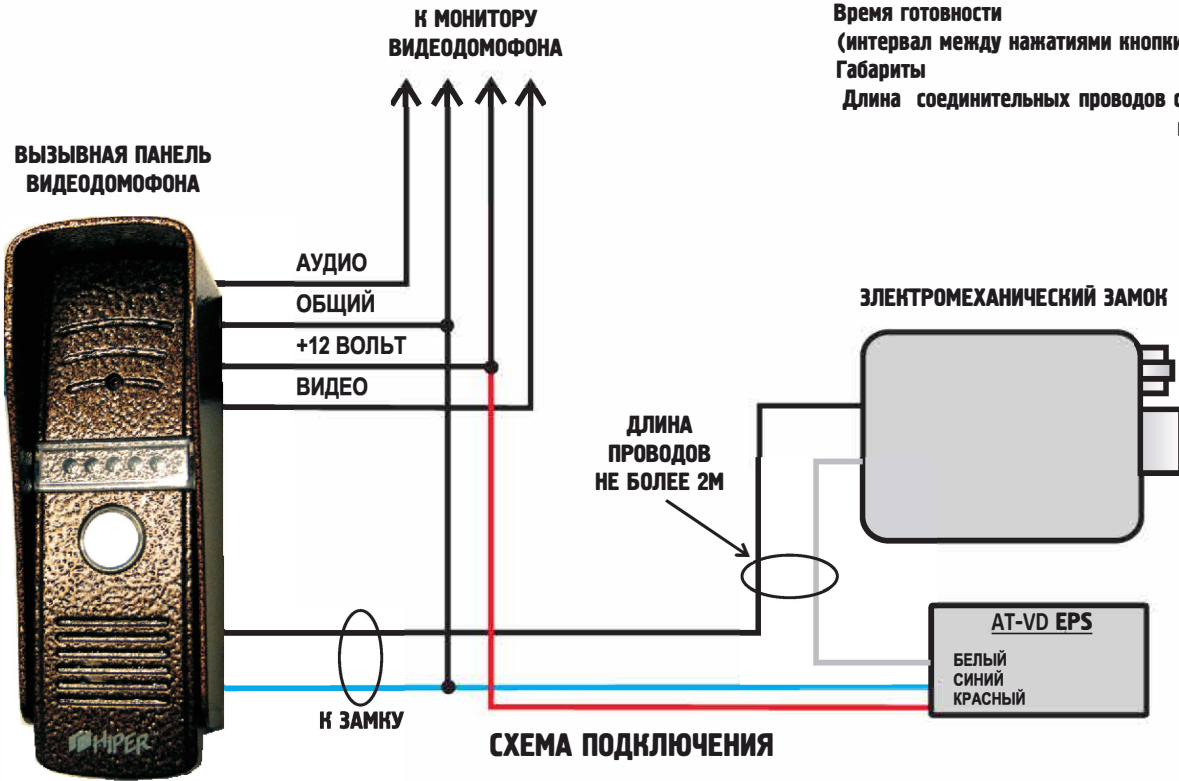 К МОНИТОРУ
ВИДЕОДОМОФОНА
Время готовности
(интервал между нажатиями кнопки
Габариты
Длина соединительных проводов
ВЫЗЫВНАЯ ПАНЕЛЬ
ВИДЕОДОМОФОНА
АУДИО
ОБЩИЙ
+12 ВОЛЬТ
ВИДЕО
ЭЛЕКТРОМЕХАНИЧЕСКИЙ ЗАМОК
ДЛИНА
ПРОВОДОВ
НЕ БОЛЕЕ 2М
AT-VD EPS
БЕЛЫЙ
СИНИЙ
КРАСНЫЙ
К ЗАМКУ
HIPER
СХЕМА ПОДКЛЮЧЕНИЯ